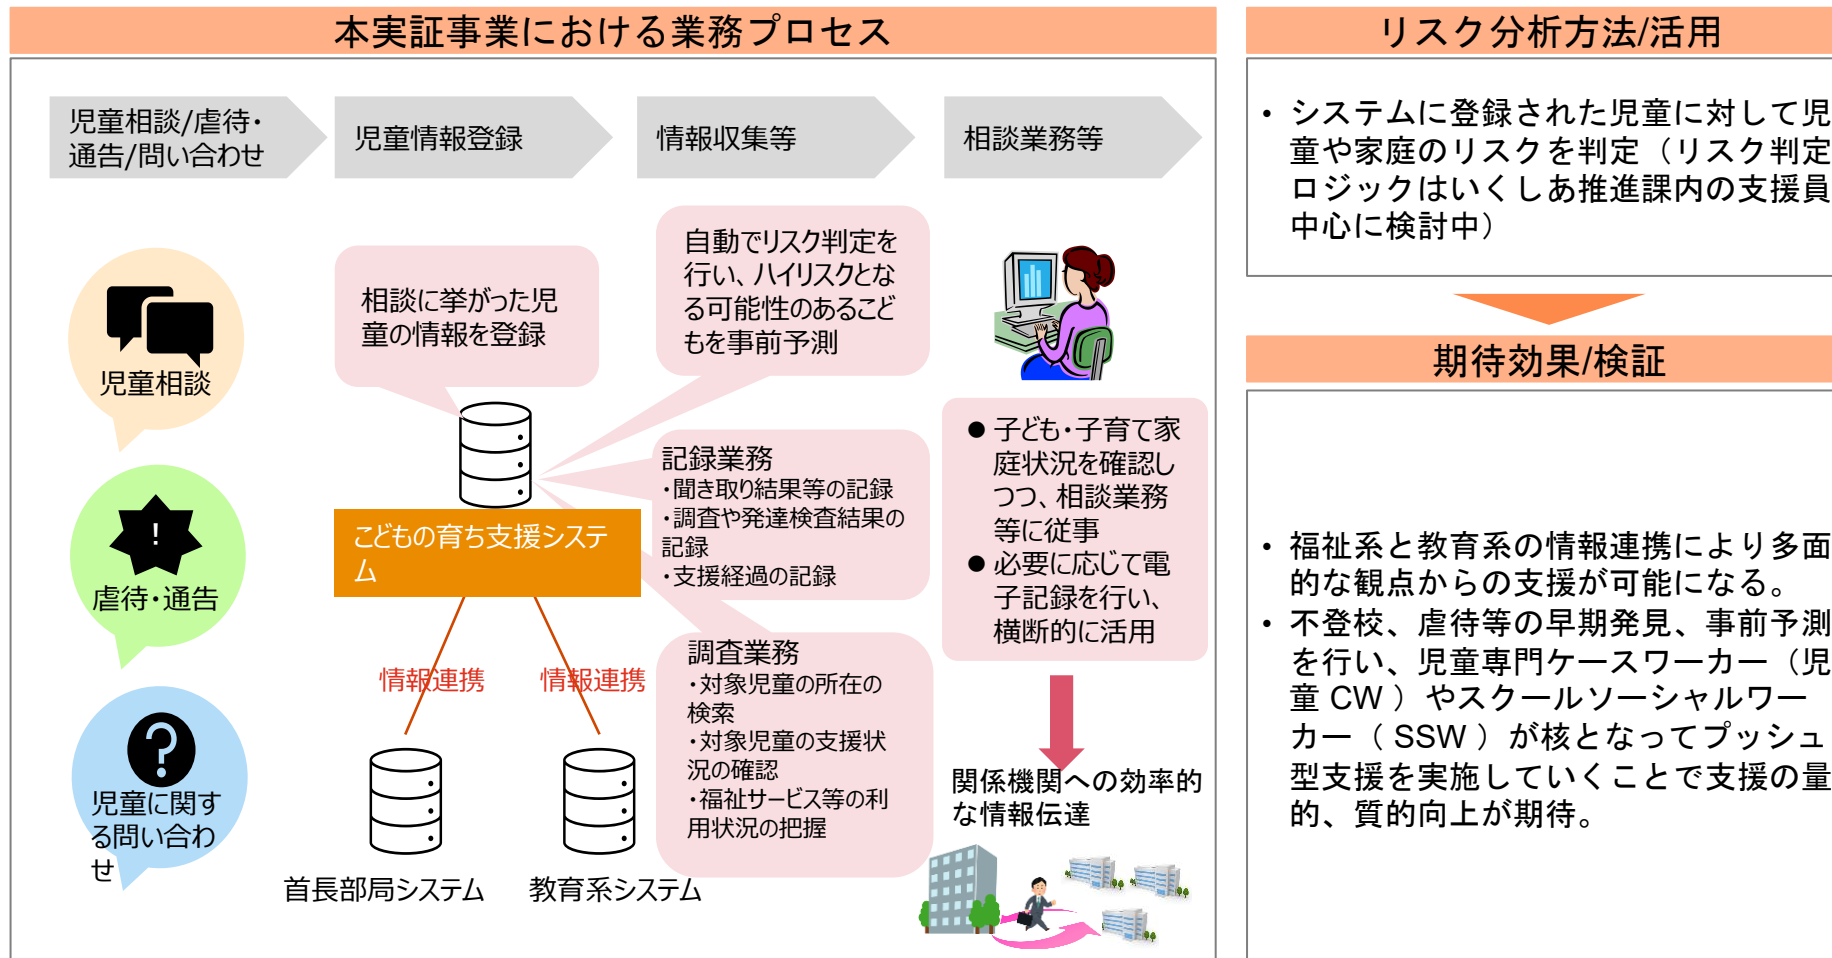 本実証事業における業務プロセス
児童相談/虐待・
通告/問い合わせ
児童情報登録
情報収集等
相談業務等
児童相談
!
虐待・通告
?
児童に関す
る問い合わ
せ
相談に挙がった児
童の情報を登録
こどもの育ち支援システ
ム
情報連携
情報連携
首長部局システム
教育系システム
自動でリスク判定を
行い、ハイリスクとな
る可能性のあるこど
もを事前予測
記録業務
・聞き取り結果等の記録
・調査や発達検査結果の
記録
・支援経過の記録
調査業務
・対象児童の所在の
検索
・対象児童の支援状
況の確認
・福祉サービス等の利
用状況の把握
● 子ども・子育て家
庭状況を確認し
つつ、相談業務
等に従事
● 必要に応じて電
子記録を行い、
横断的に活用
関係機関への効率的
な情報伝達
リスク分析方法/活用
• システムに登録された児童に対して児
童や家庭のリスクを判定（リスク判定
ロジックはいくしあ推進課内の支援員
中心に検討中）
期待効果/検証
• 福祉系と教育系の情報連携により多面
的な観点からの支援が可能になる。
• 不登校、虐待等の早期発見、事前予測
を行い、児童専門ケースワーカー（児
童 CW ）やスクールソーシャルワー
カー（ SSW ）が核となってプッシュ
型支援を実施していくことで支援の量
的、質的向上が期待。